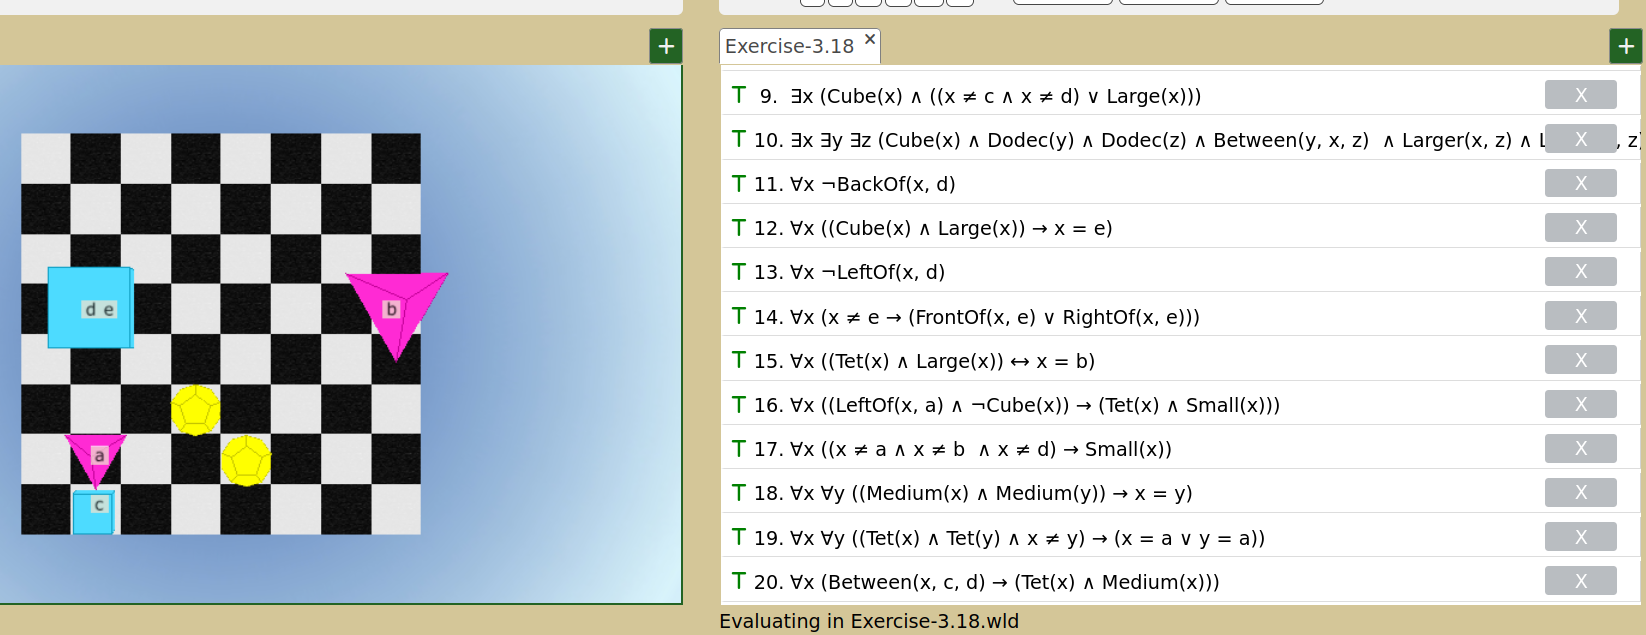 +
Exercise-3.18 ×
+
T 9. ∃x (Cube(x) ∧ ((x ≠ c ∧ x ≠ d) ∨ Large(x))) X
T 10. ∃x ∃y ∃z (Cube(x) ∧ Dodec(y) ∧ Dodec(z) ∧ Between(y, x, z) ∧ Larger(x, z) ∧ L X , z)
T 11. ∀x ¬BackOf(x, d) X
T 12. ∀x ((Cube(x) ∧ Large(x)) → x = e) X
T 13. ∀x ¬LeftOf(x, d) X
T 14. ∀x (x ≠ e → (FrontOf(x, e) ∨ RightOf(x, e))) X
T 15. ∀x ((Tet(x) ∧ Large(x)) ↔ x = b) X
T 16. ∀x ((LeftOf(x, a) ∧ ¬Cube(x)) → (Tet(x) ∧ Small(x))) X
T 17. ∀x ((x ≠ a ∧ x ≠ b ∧ x ≠ d) → Small(x)) X
T 18. ∀x ∀y ((Medium(x) ∧ Medium(y)) → x = y) X
T 19. ∀x ∀y ((Tet(x) ∧ Tet(y) ∧ x ≠ y) → (x = a ∨ y = a)) X
T 20. ∀x (Between(x, c, d) → (Tet(x) ∧ Medium(x))) X
Evaluating in Exercise-3.18.wld
d e
b
a
c